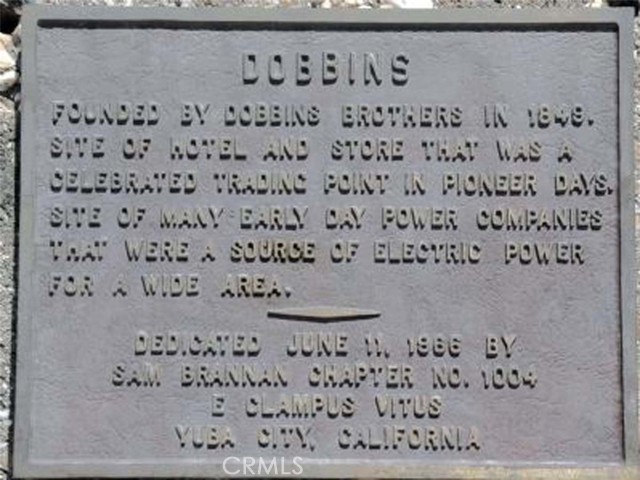 DOBBINS
FOUNDED BY DOBBINS BROTHERS IN 1849.
SITE OF HOTEL AND STORE THAT WAS A
CELEBRATED TRADING POINT IN PIONEER DAYS.
SITE OF MANY EARLY DAY POWER COMPANIES
THAT WERE A SOURCE OF ELECTRIC POWER
FOR A WIDE AREA.
DEDICATED JUNE 11, 1966 BY
SAM BRANNAN CHAPTER NO. 1004
E CLAMPUS VITUS
YUBA CITY, CALIFORNIA
CRMLS